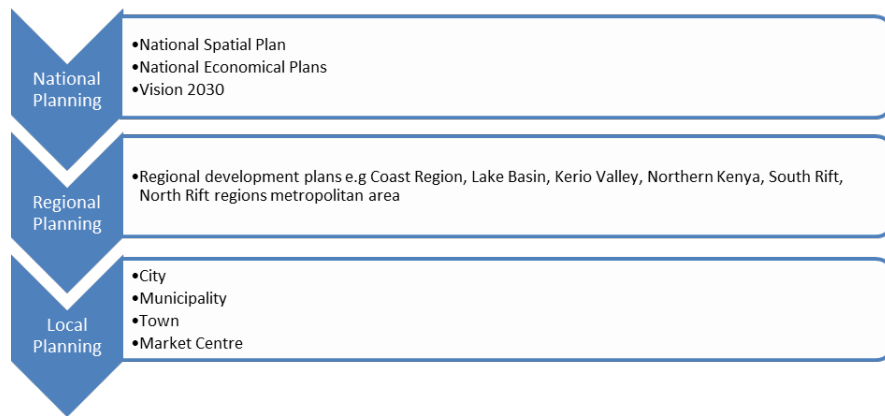 National
Planning
•National Spatial Plan
•National Economical Plans
•Vision 2030
Regional
Planning
•Regional development plans e.g Coast Region, Lake Basin, Kerio Valley, Northern Kenya, South Rift,
North Rift regions metropolitan area
Local
Planning
•City
•Municipality
•Town
•Market Centre